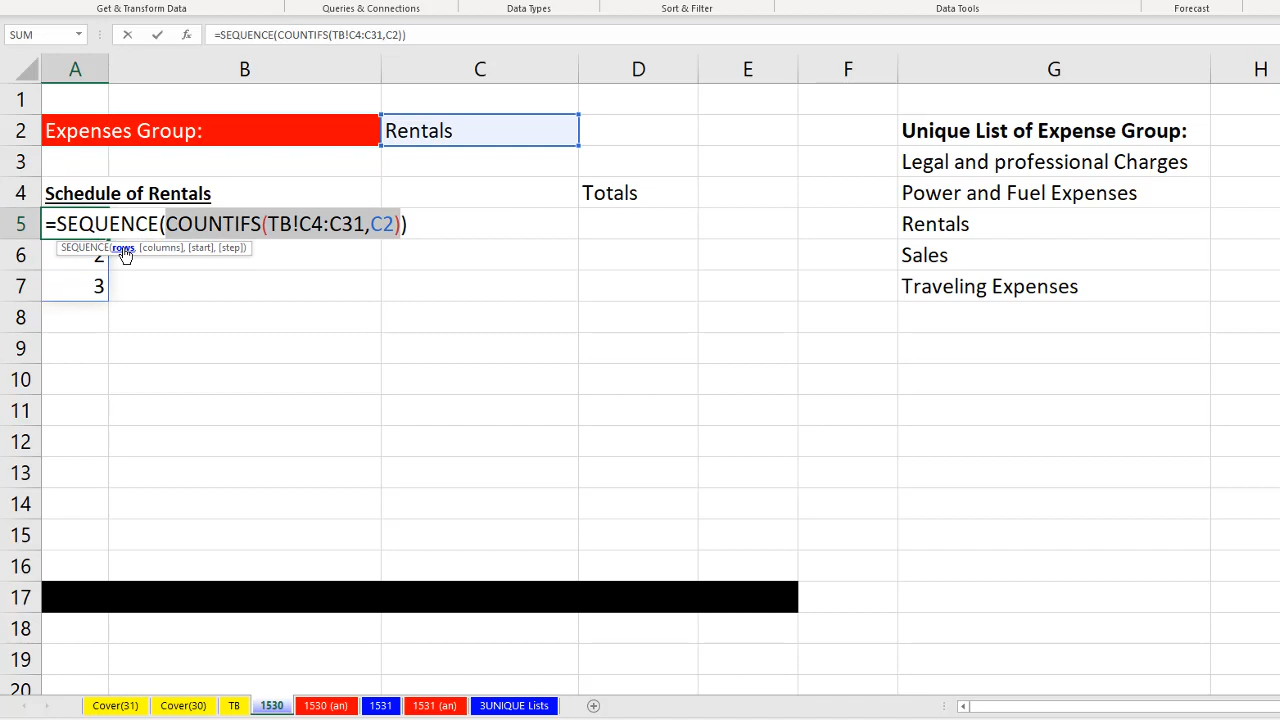 Get & Transform Data Queries & Connections Data Types Sort & Filter Data Tools Forecast
SUM =SEQUENCE(COUNTIFS(TB!C4:C31,C2))
A B C D E F G H
1
2 Expenses Group: Rentals Unique List of Expense Group:
3 Legal and professional Charges
4 Schedule of Rentals Totals Power and Fuel Expenses
5 =SEQUENCE(COUNTIFS(TB!C4:C31,C2)) Rentals
SEQUENCE(rows, [columns], [start], [step])
6 2 Sales
7 3 Traveling Expenses
8
9
10
11
12
13
14
15
16
17
18
19
20
Cover(31) Cover(30) TB 1530 1530 (an) 1531 1531 (an) 3UNIQUE Lists